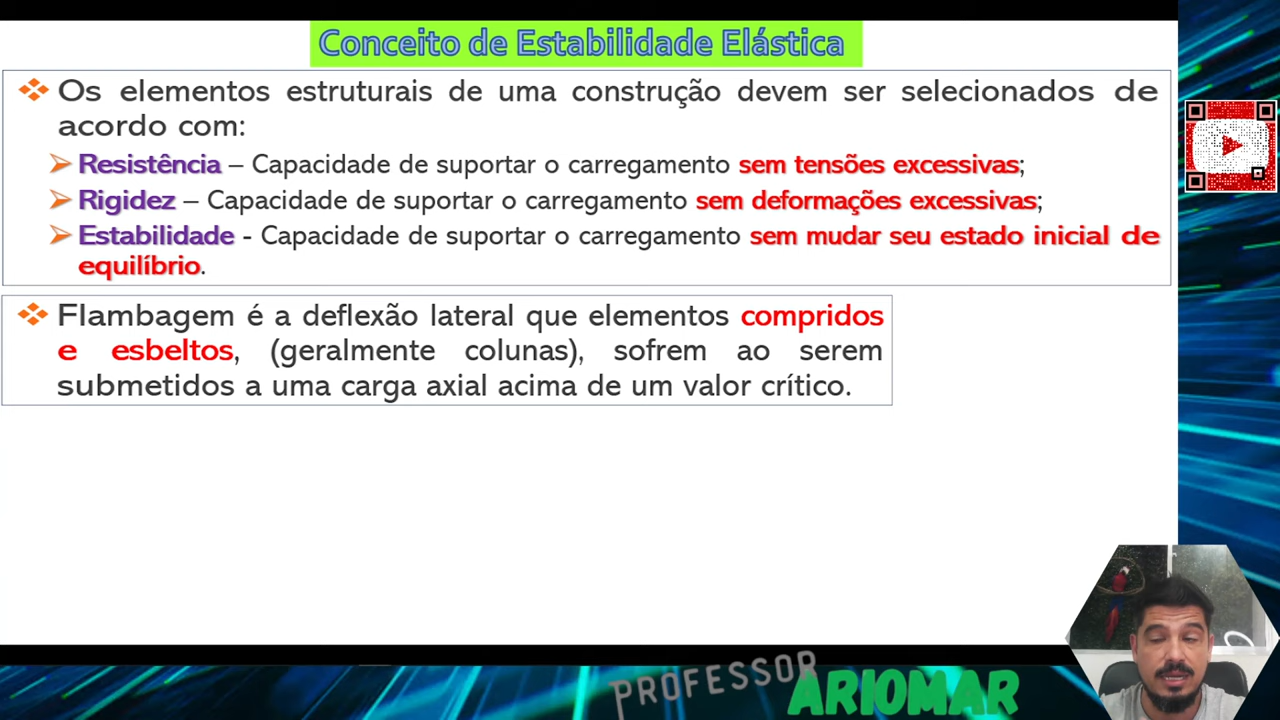 Conceito de Estabilidade Elástica
Os elementos estruturais de uma construção devem ser selecionados de
acordo com:
Resistência – Capacidade de suportar o carregamento sem tensões excessivas;
Rigidez – Capacidade de suportar o carregamento sem deformações excessivas;
Estabilidade - Capacidade de suportar o carregamento sem mudar seu estado inicial de
equilíbrio.
Flambagem é a deflexão lateral que elementos compridos
e esbeltos, (geralmente colunas), sofrem ao serem
submetidos a uma carga axial acima de um valor crítico.
PROFESSOR
ARIOMAR